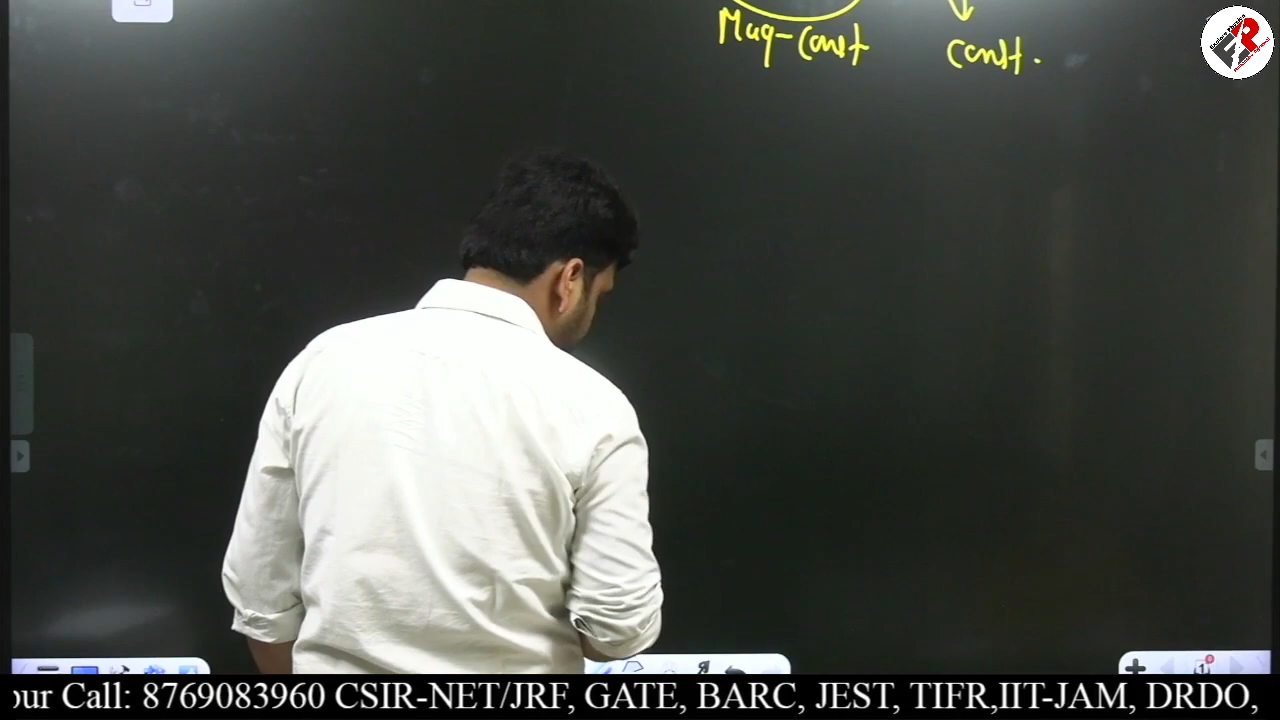 Mag-Const
Const.
our Call: 8769083960 CSIR-NET/JRF, GATE, BARC, JEST, TIFR,IIT-JAM, DRDO,